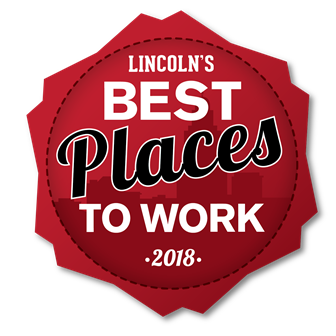 LINCOLN'S
BEST
Places
TO WORK
·2018·